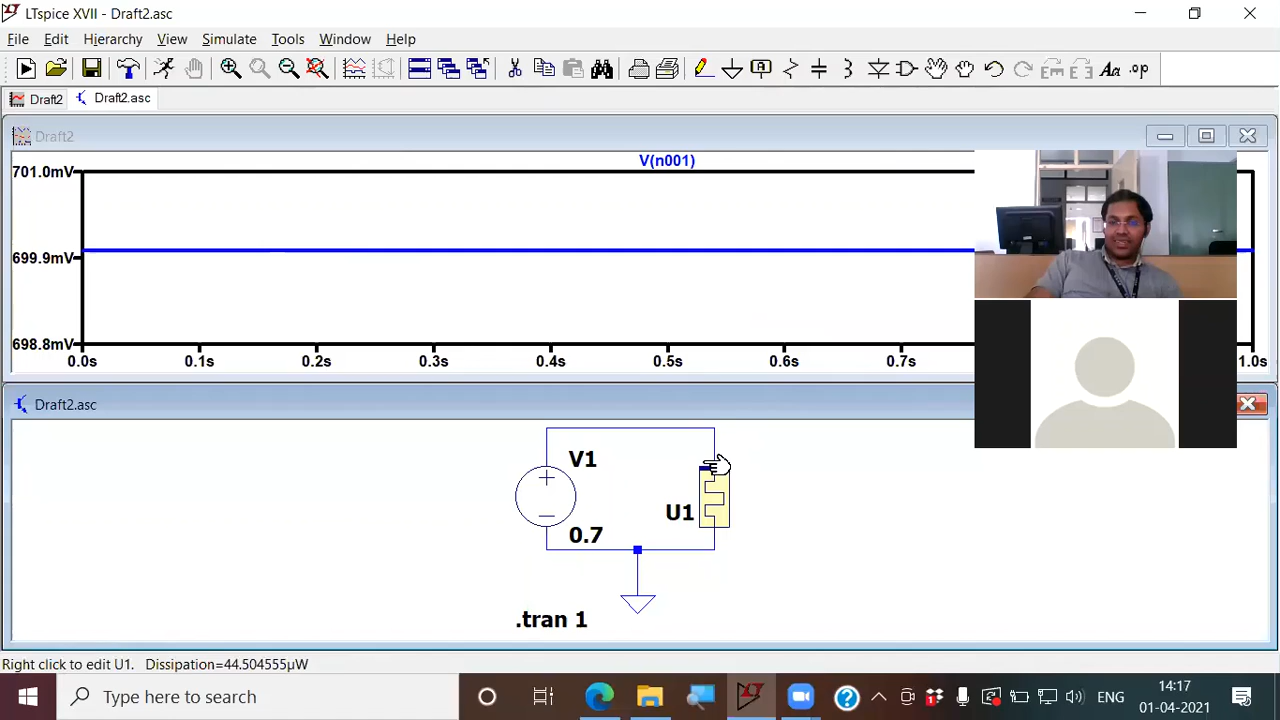 LTspice XVII - Draft2.asc
File Edit Hierarchy View Simulate Tools Window Help
.op
Draft2 Draft2.asc
Draft2
V(n001)
701.0mV
699.9mV
698.8mV
0.0s 0.1s 0.2s 0.3s 0.4s 0.5s 0.6s 0.7s 1.0s
Draft2.asc
V1
U1
0.7
.tran 1
Right click to edit U1. Dissipation=44.504555µW
Type here to search
ENG
14:17
01-04-2021